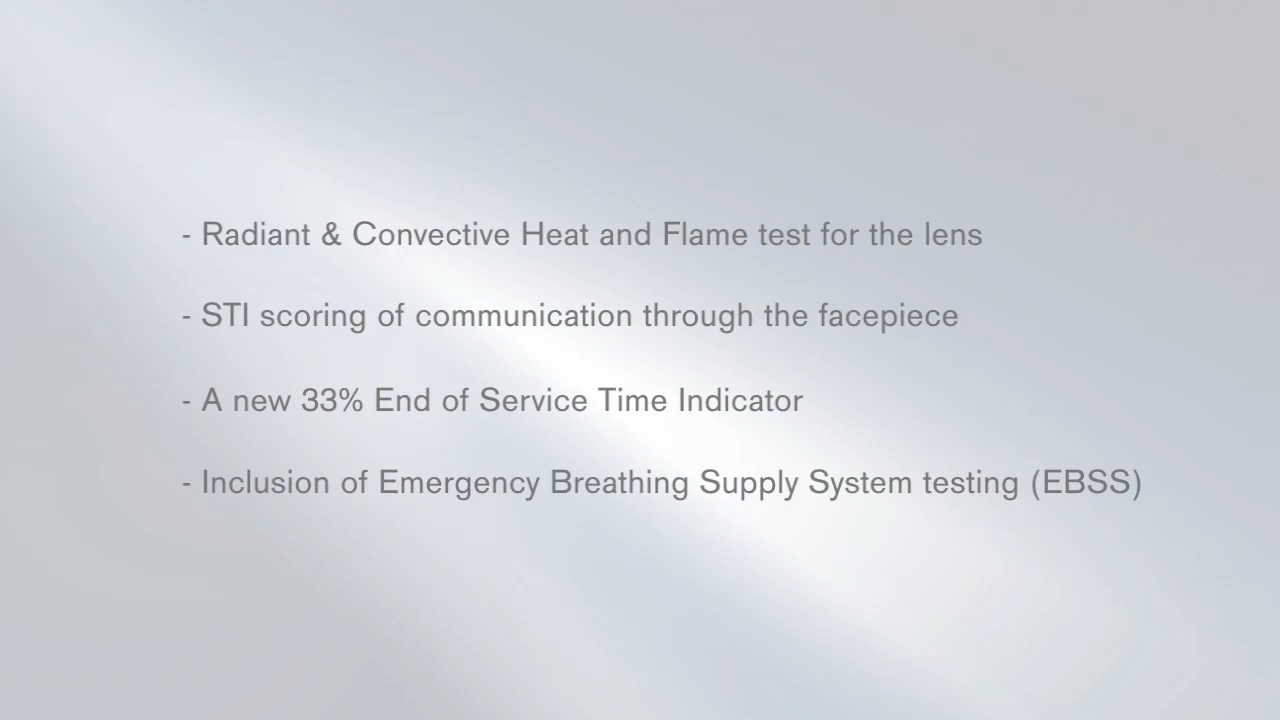 - Radiant & Convective Heat and Flame test for the lens
- STI scoring of communication through the facepiece
- A new 33% End of Service Time Indicator
- Inclusion of Emergency Breathing Supply System testing (EBSS)